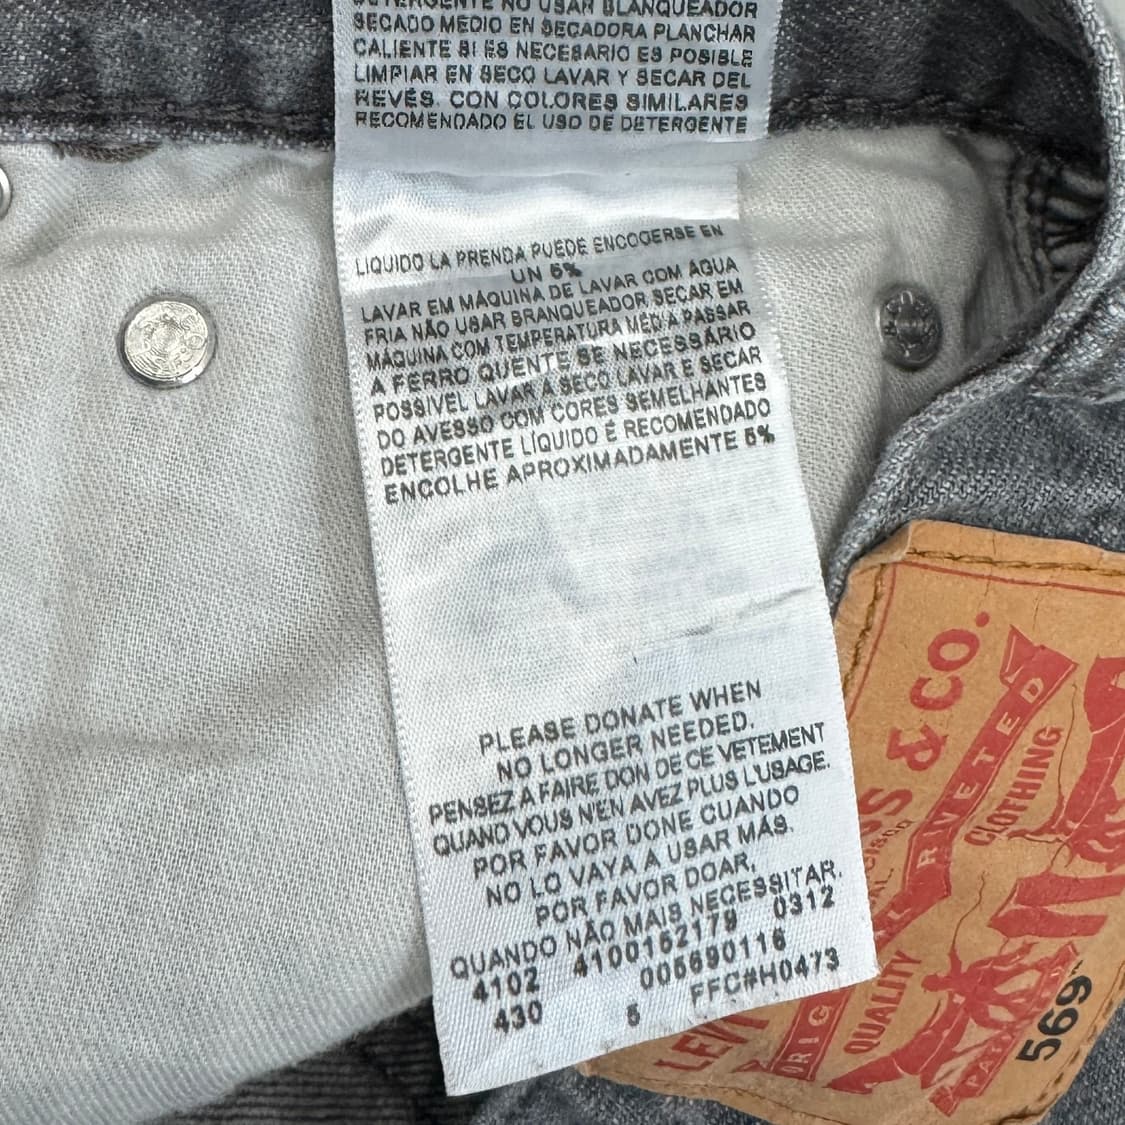 DETERGENTE NO USAR BLANQUEADOR
SECADO MEDIO EN SECADORA PLANCHAR
CALIENTE SI ES NECESARIO ES POSIBLE
LIMPIAR EN SECO LAVAR Y SECAR DEL
REVÉS. CON COLORES SIMILARES
RECOMENDADO EL USO DE DETERGENTE
LIQUIDO LA PRENDA PUEDE ENCOGERSE EN
UN 5%
LAVAR EM MÁQUINA DE LAVAR COM ÁGUA
FRIA NÃO USAR BRANQUEADOR SECAR EM
MÁQUINA COM TEMPERATURA MÉDIA PASSAR
A FERRO QUENTE SE NECESSÁRIO
POSSIVEL LAVAR A SECO LAVAR E SECAR
DO AVESSO COM CORES SEMELHANTES
DETERGENTE LÍQUIDO É RECOMENDADO
ENCOLHE APROXIMADAMENTE 5%
PLEASE DONATE WHEN
NO LONGER NEEDED.
PENSEZ A FAIRE DON DE CE VETEMENT
QUAND VOUS N'EN AVEZ PLUS L'USAGE.
POR FAVOR DONE CUANDO
NO LO VAYA A USAR MÁS.
POR FAVOR DOAR,
QUANDO NÃO MAIS NECESSITAR.
4102 4100152179 0312
005690116
430 5 FFC#H0473
& CO.
RIVETED
CLOTHING
QUALITY
569